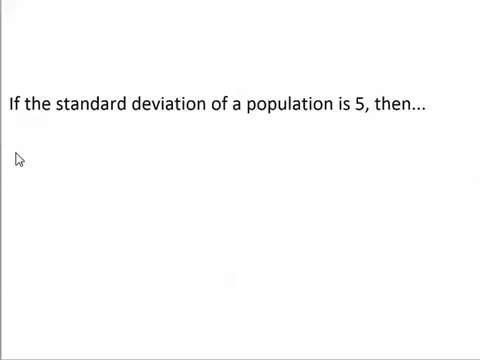 If the standard deviation of a population is 5, then...